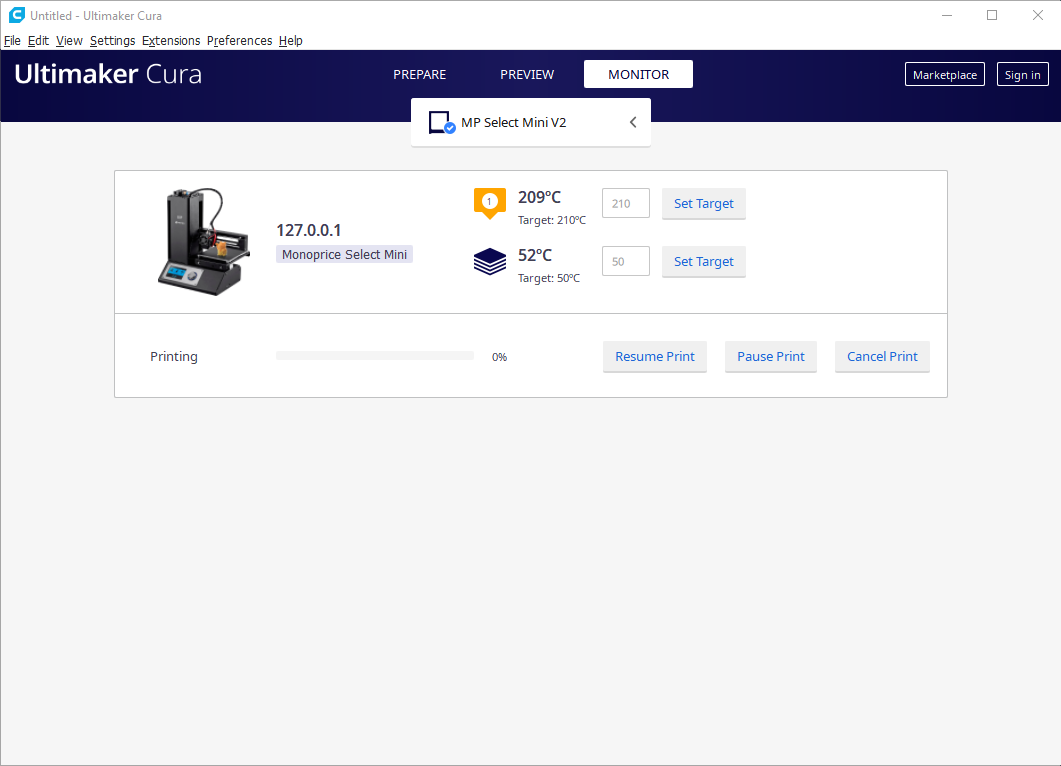 Untitled - Ultimaker Cura
File Edit View Settings Extensions Preferences Help
Ultimaker Cura
PREPARE PREVIEW MONITOR
Marketplace Sign in
MP Select Mini V2
127.0.0.1
Monoprice Select Mini
1 209°C
Target: 210°C
210 Set Target
52°C
Target: 50°C
50 Set Target
Printing 0% Resume Print Pause Print Cancel Print